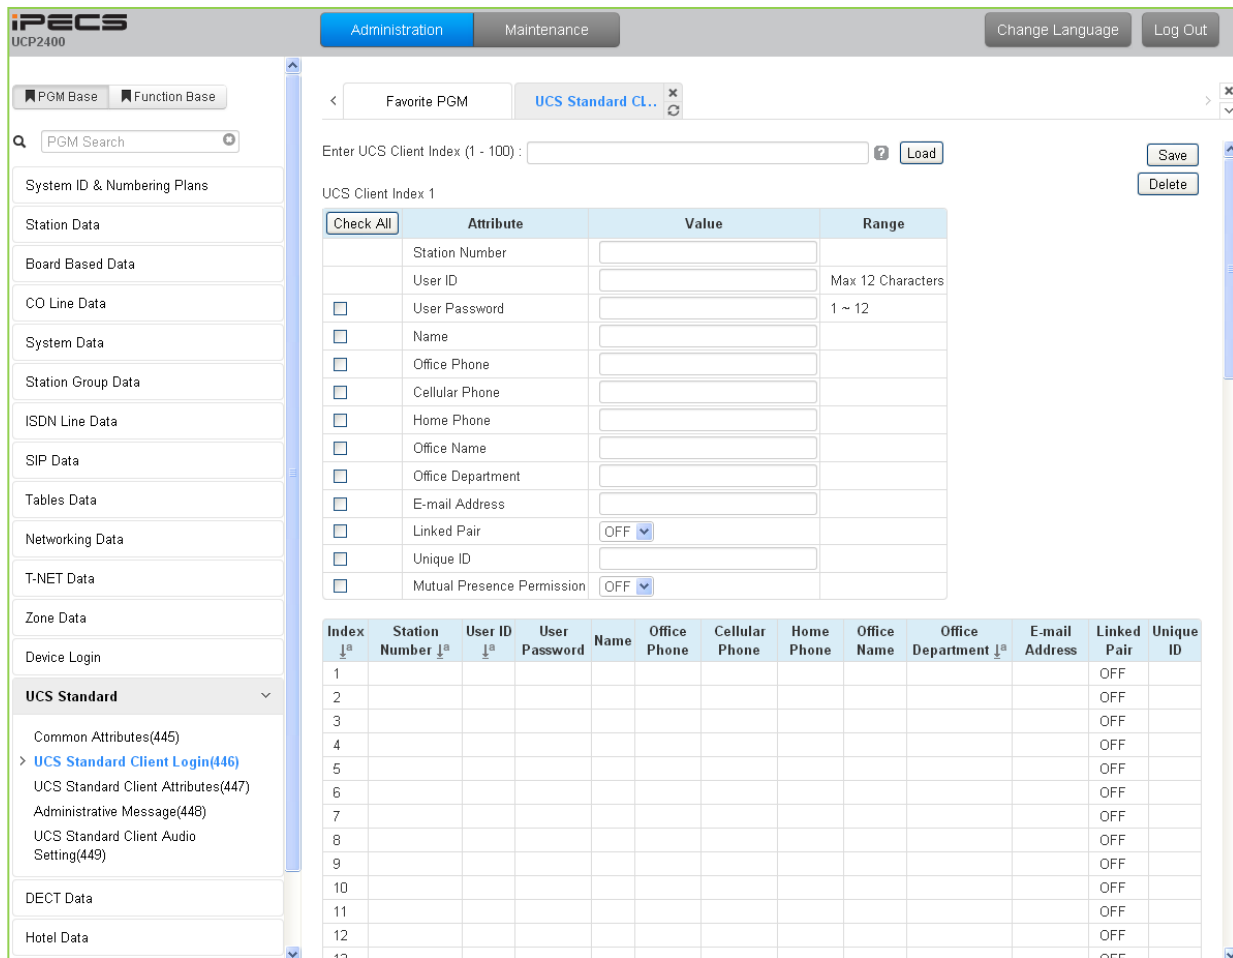 iPECS
UCP2400
Administration Maintenance
Change Language Log Out
PGM Base Function Base
PGM Search
System ID & Numbering Plans
Station Data
Board Based Data
CO Line Data
System Data
Station Group Data
ISDN Line Data
SIP Data
Tables Data
Networking Data
T-NET Data
Zone Data
Device Login
UCS Standard
Common Attributes(445)
> UCS Standard Client Login(446)
UCS Standard Client Attributes(447)
Administrative Message(448)
UCS Standard Client Audio
Setting(449)
DECT Data
Hotel Data
< Favorite PGM UCS Standard CL.. >
Enter UCS Client Index (1 - 100) : ? Load Save
Delete
UCS Client Index 1
Check All Attribute Value Range
Station Number
User ID Max 12 Characters
User Password 1 ~ 12
Name
Office Phone
Cellular Phone
Home Phone
Office Name
Office Department
E-mail Address
Linked Pair OFF
Unique ID
Mutual Presence Permission OFF
Index Station User ID User Name Office Cellular Home Office Office E-mail Linked Unique
Number Password Phone Phone Phone Name Department Address Pair ID
1 OFF
2 OFF
3 OFF
4 OFF
5 OFF
6 OFF
7 OFF
8 OFF
9 OFF
10 OFF
11 OFF
12 OFF
13 OFF